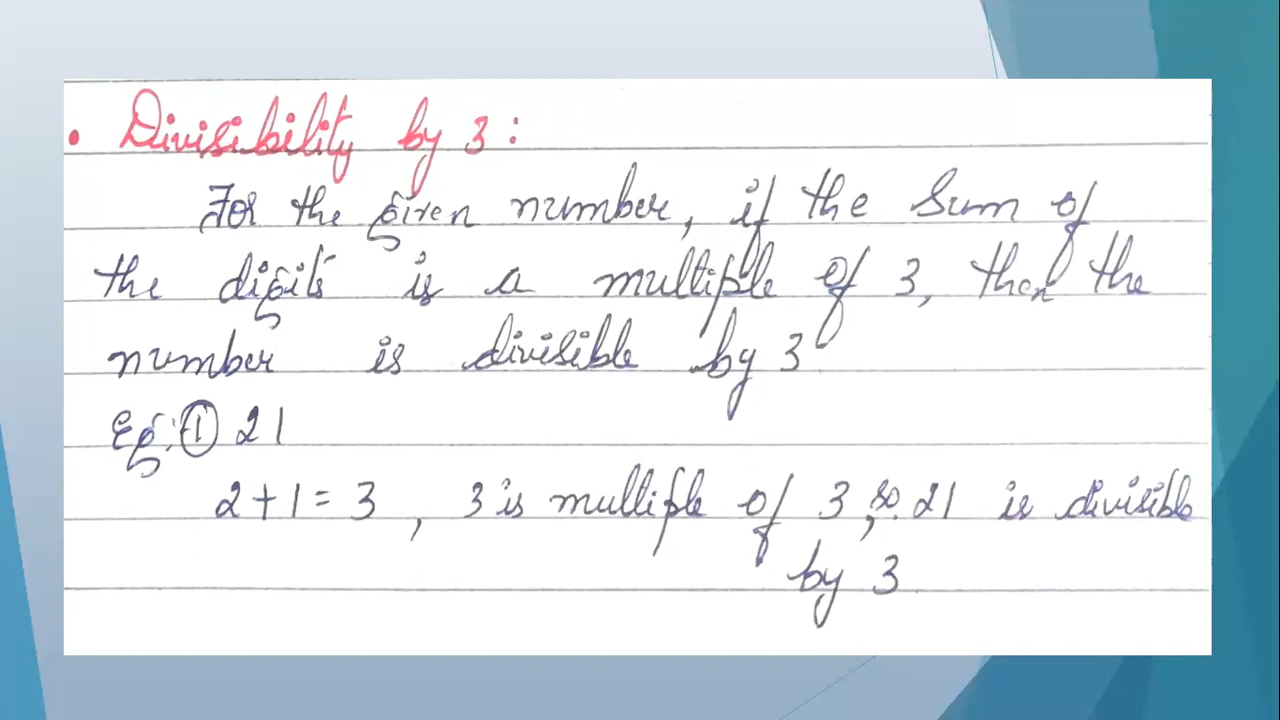 • Divisibility by 3:
For the given number, if the Sum of
the digits is a multiple of 3, then the
number is divisible by 3
Eg: ① 21
2 + 1 = 3 , 3 is multiple of 3, so 21 is divisible
by 3